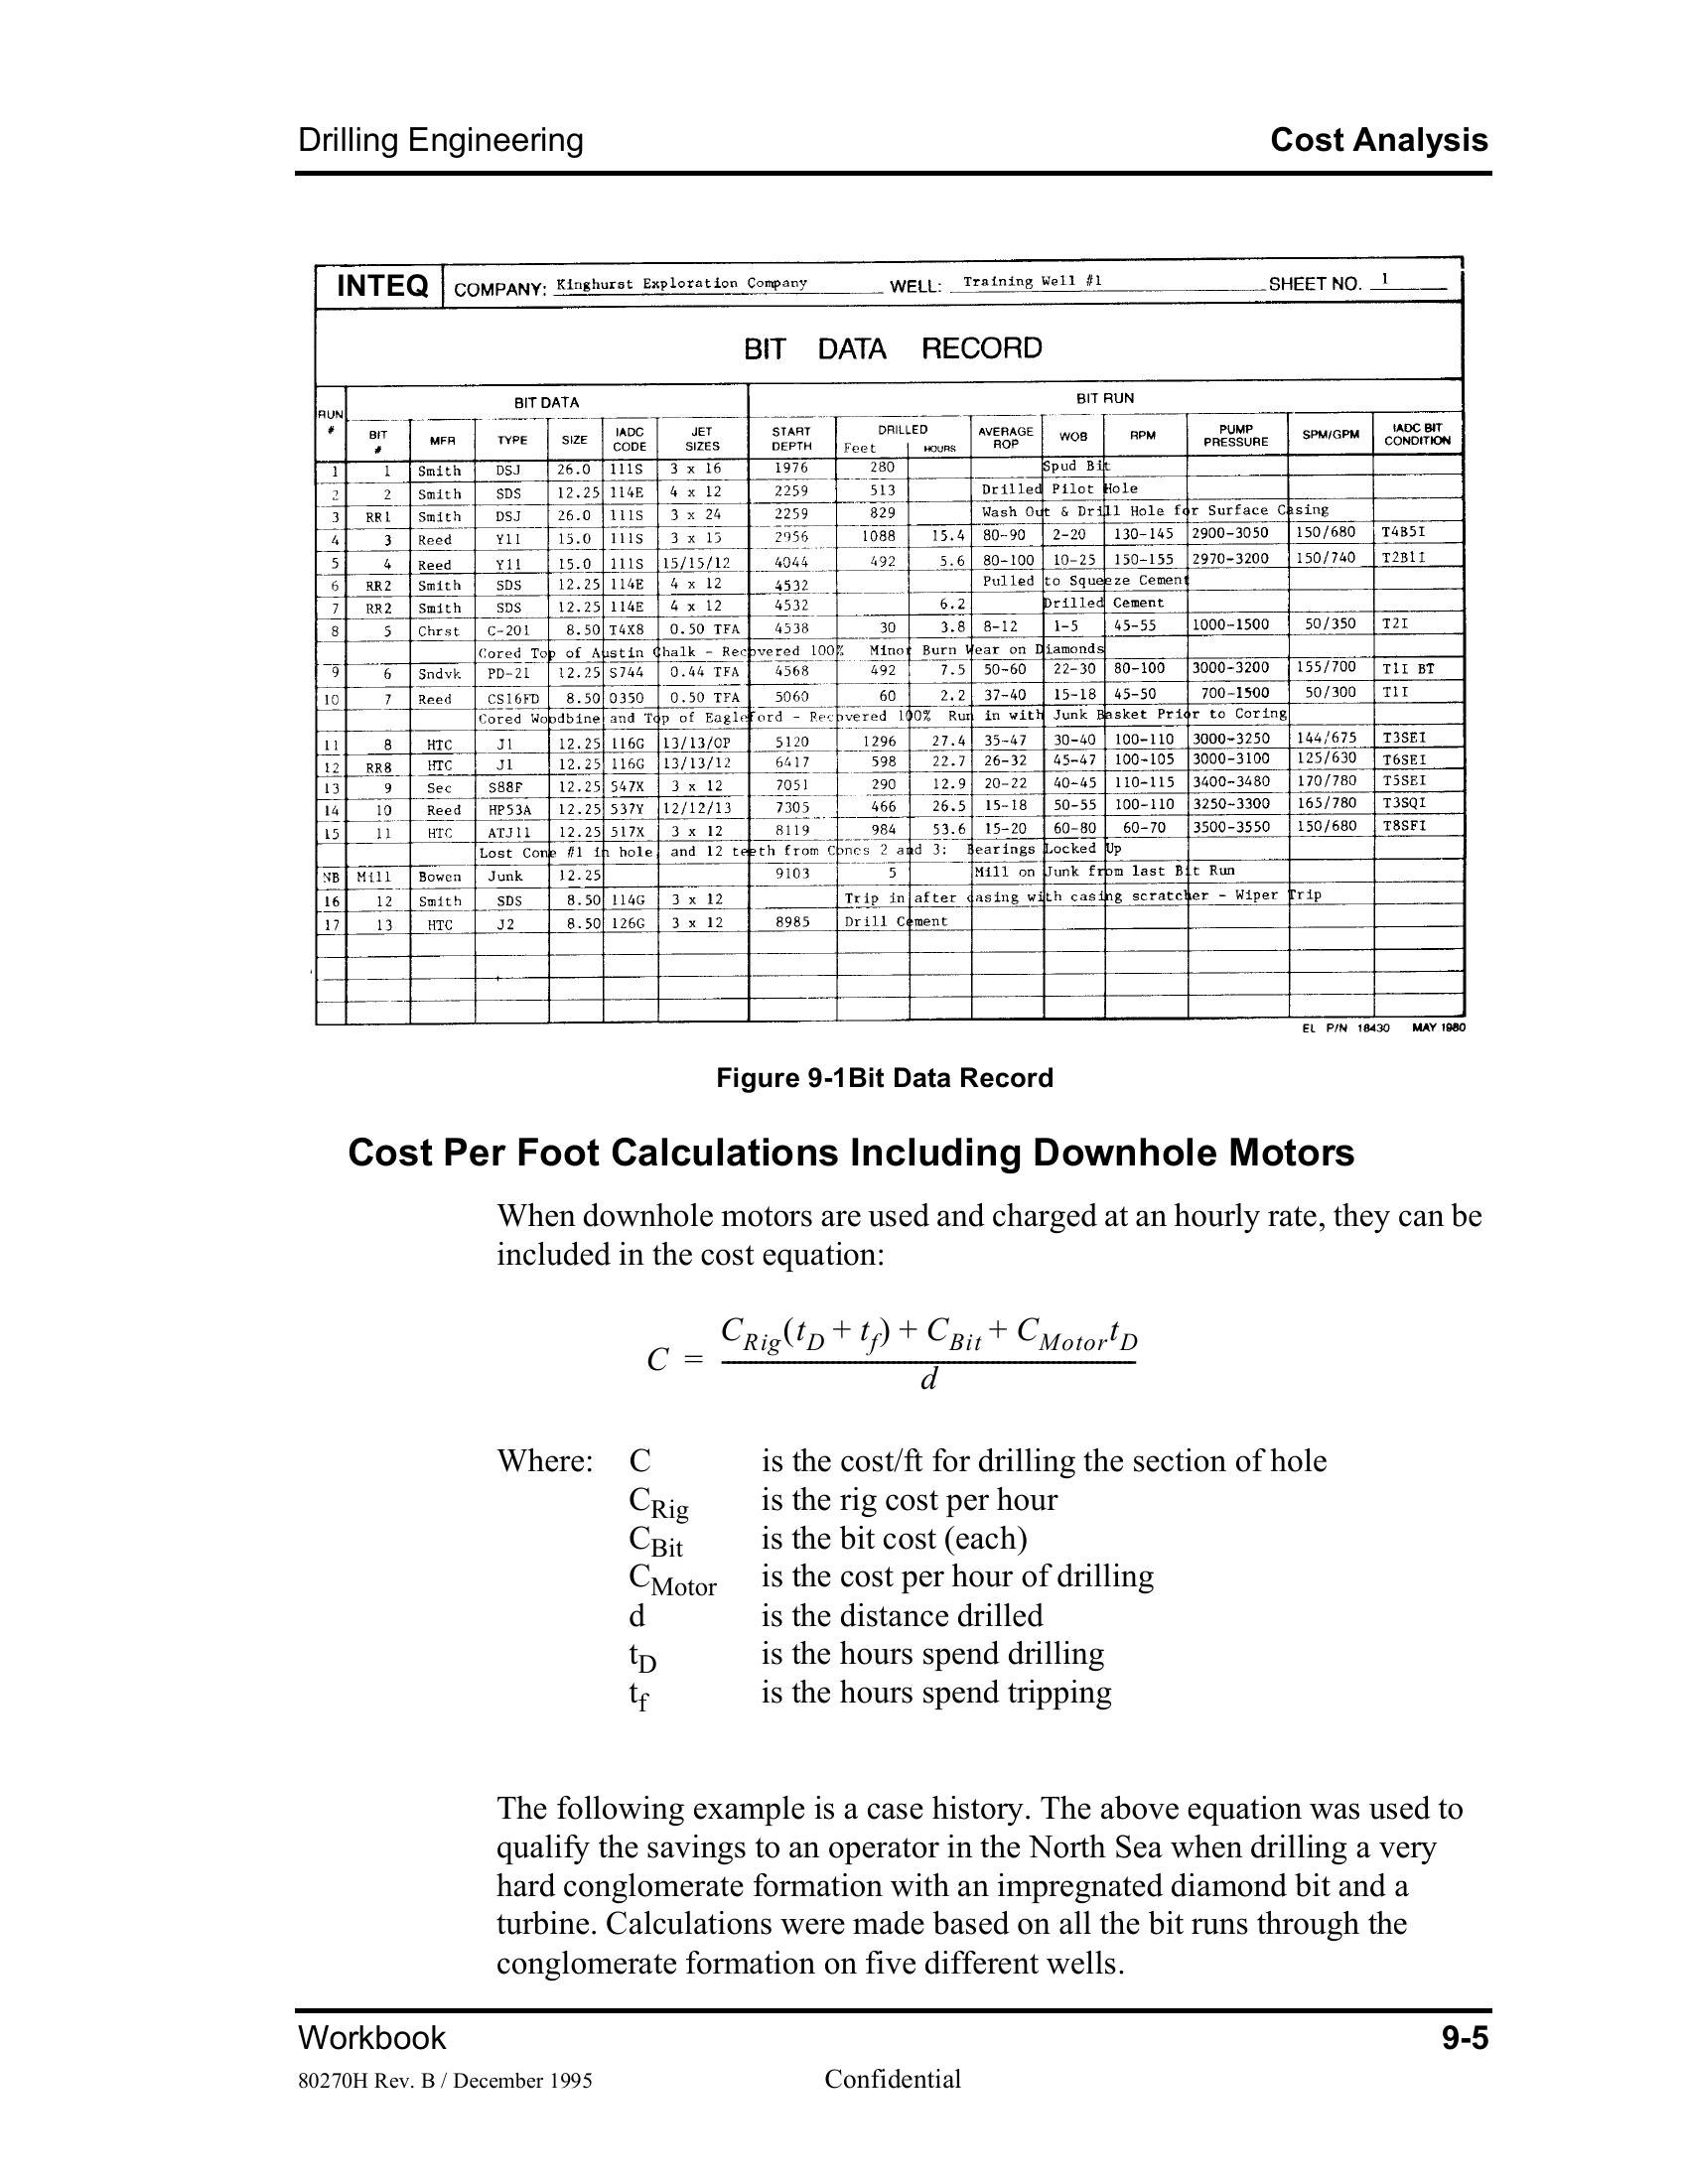 Drilling Engineering Cost Analysis
INTEQ COMPANY: Kinghurst Exploration Company WELL: Training Well #1 SHEET NO. 1
BIT DATA RECORD
RUN # BIT DATA BIT RUN
BIT # MFR TYPE SIZE IADC CODE JET SIZES START DEPTH DRILLED Feet HOURS AVERAGE ROP WOB RPM PUMP PRESSURE SPM/GPM IADC BIT CONDITION
1 1 Smith DSJ 26.0 111S 3 x 16 1976 280 Spud Bit
2 2 Smith SDS 12.25 114E 4 x 12 2259 513 Drilled Pilot Hole
3 RR1 Smith DSJ 26.0 111S 3 x 24 2259 829 Wash Out & Drill Hole for Surface Casing
4 3 Reed Y11 15.0 111S 3 x 15 2956 1088 15.4 80-90 2-20 130-145 2900-3050 150/680 T4B5I
5 4 Reed Y11 15.0 111S 15/15/12 4044 492 5.6 80-100 10-25 150-155 2970-3200 150/740 T2B1I
6 RR2 Smith SDS 12.25 114E 4 x 12 4532 Pulled to Squeeze Cement
7 RR2 Smith SDS 12.25 114E 4 x 12 4532 6.2 Drilled Cement
8 5 Chrst C-201 8.50 T4X8 0.50 TFA 4538 30 3.8 8-12 1-5 45-55 1000-1500 50/350 T2I
Cored Top of Austin Chalk - Recovered 100% Minor Burn Wear on Diamonds
9 6 Sndvk PD-21 12.25 S744 0.44 TFA 4568 492 7.5 50-60 22-30 80-100 3000-3200 155/700 T1I BT
10 7 Reed CS16FD 8.50 0350 0.50 TFA 5060 60 2.2 37-40 15-18 45-50 700-1500 50/300 T1I
Cored Woodbine and Top of Eagleford - Recovered 100% Run in with Junk Basket Prior to Coring
11 8 HTC J1 12.25 116G 13/13/OP 5120 1296 27.4 35-47 30-40 100-110 3000-3250 144/675 T3SEI
12 RR8 HTC J1 12.25 116G 13/13/12 6417 598 22.7 26-32 45-47 100-105 3000-3100 125/630 T6SEI
13 9 Sec S88F 12.25 547X 3 x 12 7051 290 12.9 20-22 40-45 110-115 3400-3480 170/780 T5SEI
14 10 Reed HP53A 12.25 537Y 12/12/13 7305 466 26.5 15-18 50-55 100-110 3250-3300 165/780 T3SQI
15 11 HTC ATJ11 12.25 517X 3 x 12 8119 984 53.6 15-20 60-80 60-70 3500-3550 150/680 T8SFI
Lost Cone #1 in hole, and 12 teeth from Cones 2 and 3: Bearings Locked Up
NB Mill Bowen Junk 12.25 9103 5 Mill on Junk from last Bit Run
16 12 Smith SDS 8.50 114G 3 x 12 Trip in after casing with casing scratcher - Wiper Trip
17 13 HTC J2 8.50 126G 3 x 12 8985 Drill Cement
EL P/N 18430 MAY 1980
Figure 9-1Bit Data Record
Cost Per Foot Calculations Including Downhole Motors
When downhole motors are used and charged at an hourly rate, they can be
included in the cost equation:
C = (C_Rig(t_D + t_f) + C_Bit + C_Motor t_D) / d
Where: C is the cost/ft for drilling the section of hole
C_Rig is the rig cost per hour
C_Bit is the bit cost (each)
C_Motor is the cost per hour of drilling
d is the distance drilled
t_D is the hours spend drilling
t_f is the hours spend tripping
The following example is a case history. The above equation was used to
qualify the savings to an operator in the North Sea when drilling a very
hard conglomerate formation with an impregnated diamond bit and a
turbine. Calculations were made based on all the bit runs through the
conglomerate formation on five different wells.
Workbook 9-5
80270H Rev. B / December 1995 Confidential